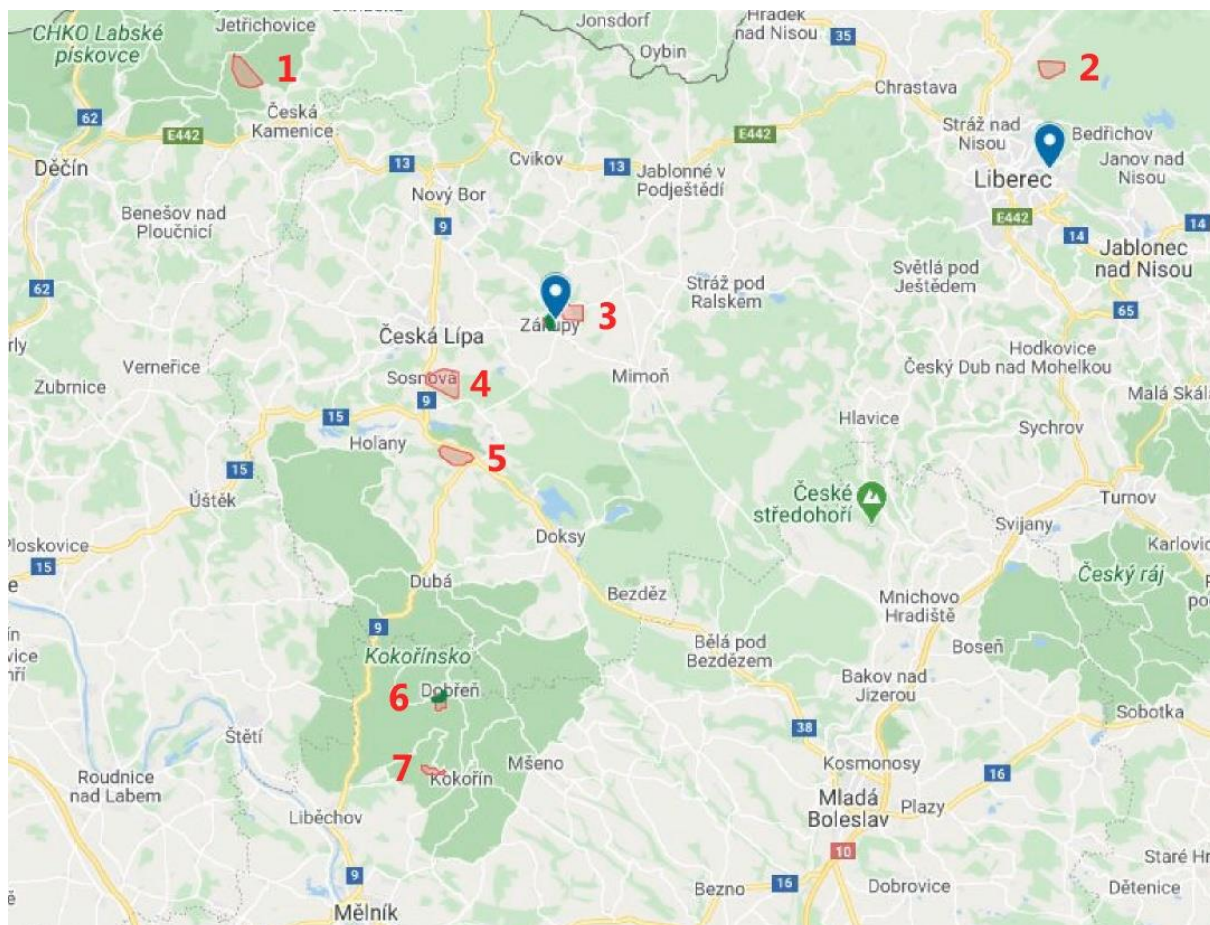 Jetřichovice
CHKO Labské
pískovce
1
Česká
Kamenice
62
E442
Děčín
13
Benešov nad
Ploučnicí
Nový Bor
9
62
Jonsdorf
Oybin
Hrádek
nad Nisou
35
Chrastava
2
Stráž nad
Nisou
Bedřichov
Janov nad
Nisou
Liberec
E442
14
14
Jablonec
nad Nisou
E442
Cvikov
13
Jablonné v
Podještědí
Světlá pod
Ještědem
65
Stráž pod
Ralskem
3
Zákupy
Česká Lípa
Verneřice
Zubrnice
Sosnová
4
9
Mimoň
Hodkovice
nad Mohelkou
Český Dub
Malá Skála
Hlavice
Sychrov
15
Holany
5
15
Úštěk
České
středohoří
Turnov
Svijany
Ploskovice
15
Doksy
Karlovic
Český ráj
Dubá
Bezděz
Mnichovo
Hradiště
9
Kokořínsko
Bělá pod
Bezdězem
Boseň
6
Dobřeň
Bakov nad
Jizerou
Sobotka
Štětí
38
7
Kokořín
Mšeno
Kosmonosy
16
Roudnice
nad Labem
Liběchov
Mladá
Boleslav
Plazy
10
9
Staré Hr
Bezno
16
Dobrovice
Dětenice
Mělník